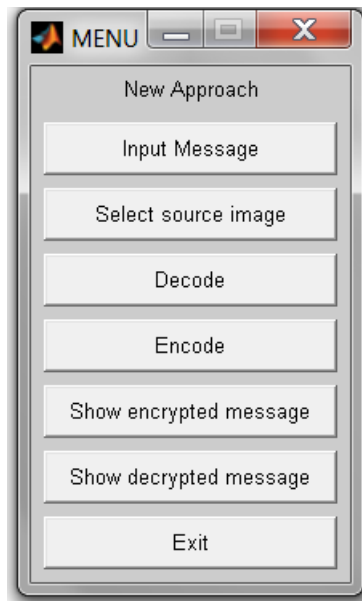 MENU
New Approach
Input Message
Select source image
Decode
Encode
Show encrypted message
Show decrypted message
Exit